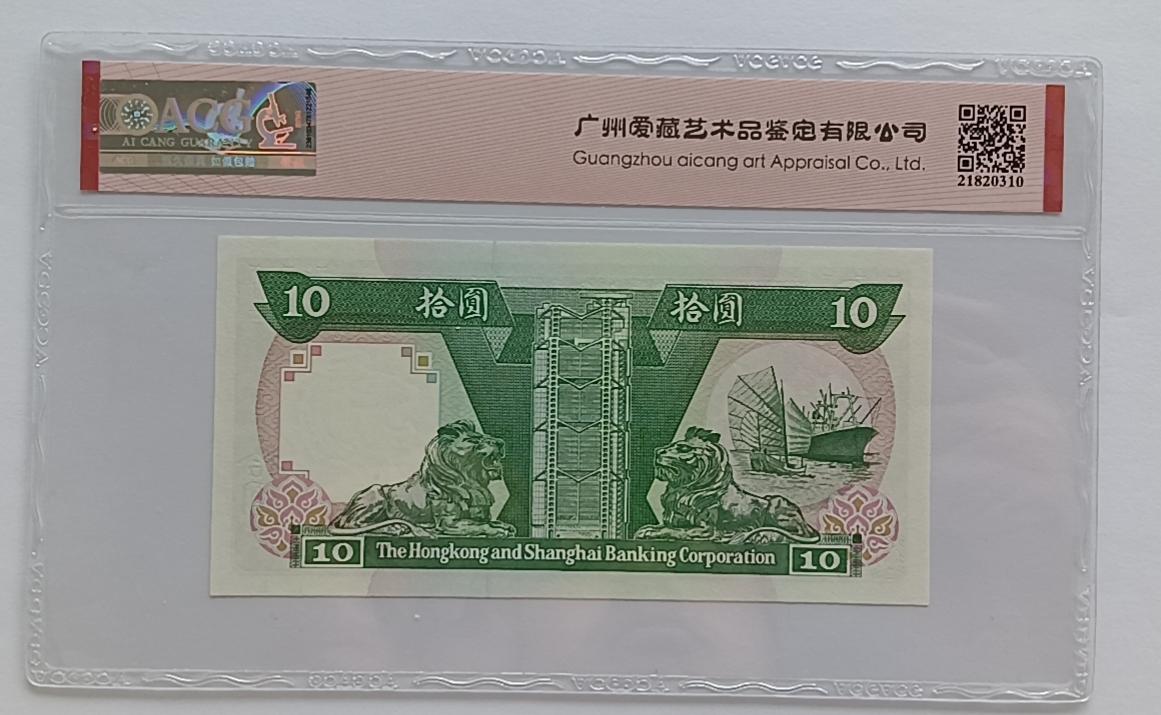 ACG
AI CANG GUARANTY
广州爱藏艺术品鉴定有限公司
Guangzhou aicang art Appraisal Co., Ltd.
21820310
10 拾圓 拾圓 10
10 The Hongkong and Shanghai Banking Corporation 10